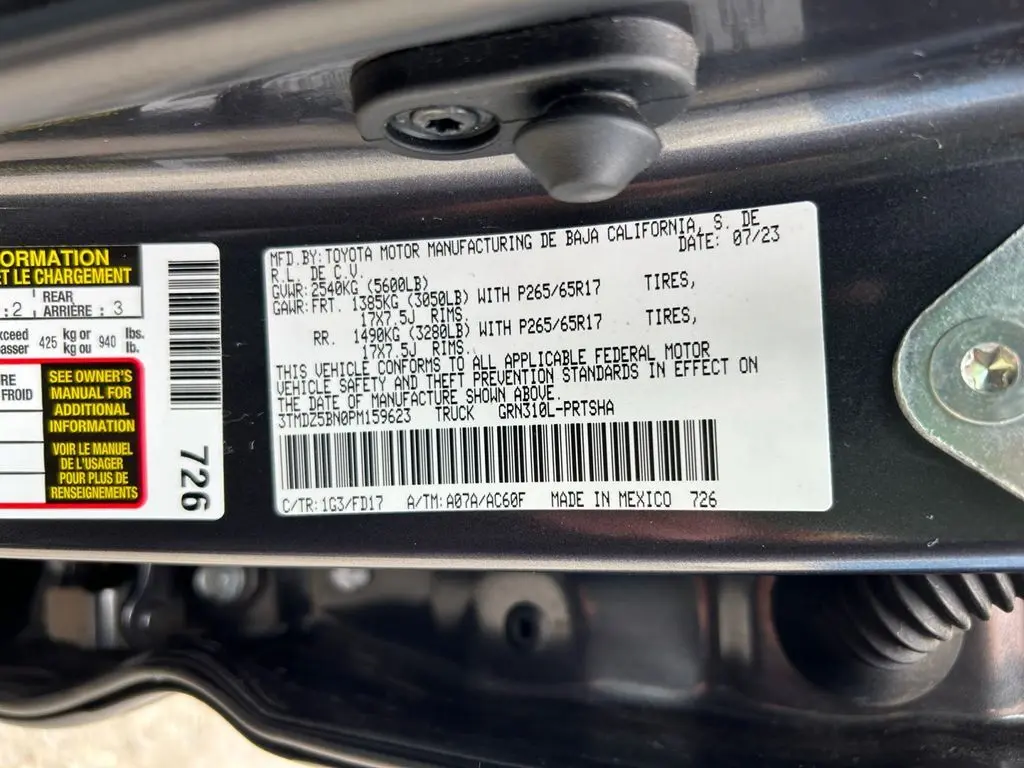 ORMATION
ET LE CHARGEMENT
: 2 REAR ARRIÈRE : 3
xceed 425 kg or 940 lbs.
asser kg ou lb.
RE
FROID
SEE OWNER'S
MANUAL FOR
ADDITIONAL
INFORMATION
VOIR LE MANUEL
DE L'USAGER
POUR PLUS DE
RENSEIGNEMENTS
726
MFD.BY:TOYOTA MOTOR MANUFACTURING DE BAJA CALIFORNIA, S. DE
R.L. DE C.V. DATE: 07/23
GVWR:2540KG (5600LB)
GAWR:FRT. 1385KG (3050LB) WITH P265/65R17 TIRES,
17X7.5J RIMS.
RR. 1490KG (3280LB) WITH P265/65R17 TIRES,
17X7.5J RIMS.
THIS VEHICLE CONFORMS TO ALL APPLICABLE FEDERAL MOTOR
VEHICLE SAFETY AND THEFT PREVENTION STANDARDS IN EFFECT ON
THE DATE OF MANUFACTURE SHOWN ABOVE.
3TMDZ5BN0PM159623 TRUCK GRN310L-PRTSHA
C/TR:1G3/FD17 A/TM:A07A/AC60F MADE IN MEXICO 726